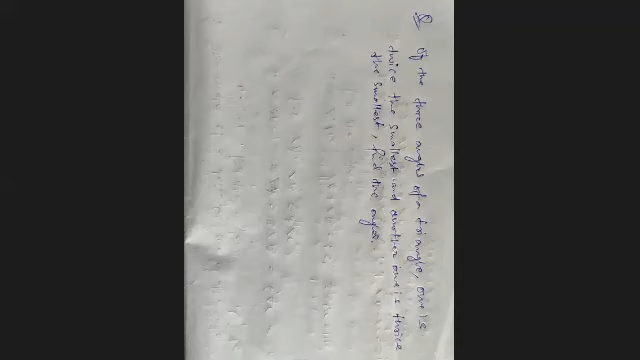 Q Of the three angles of a triangle, one is
twice the smallest and another one is thrice
the smallest, find the angles.